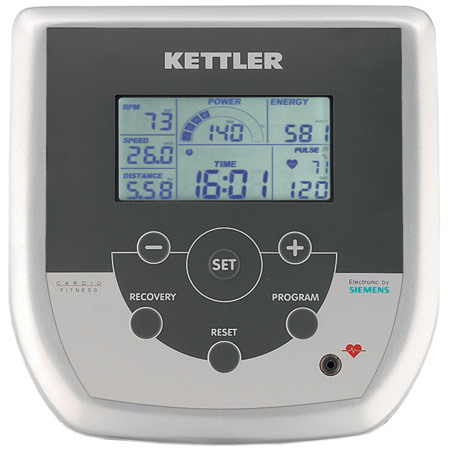 KETTLER
RPM
73
POWER
140
ENERGY
581
SPEED
26.0
TIME
16:01
PULSE
71
120
DISTANCE
5.58
SET
CARDIO
FITNESS
Electronic by
SIEMENS
RECOVERY
PROGRAM
RESET